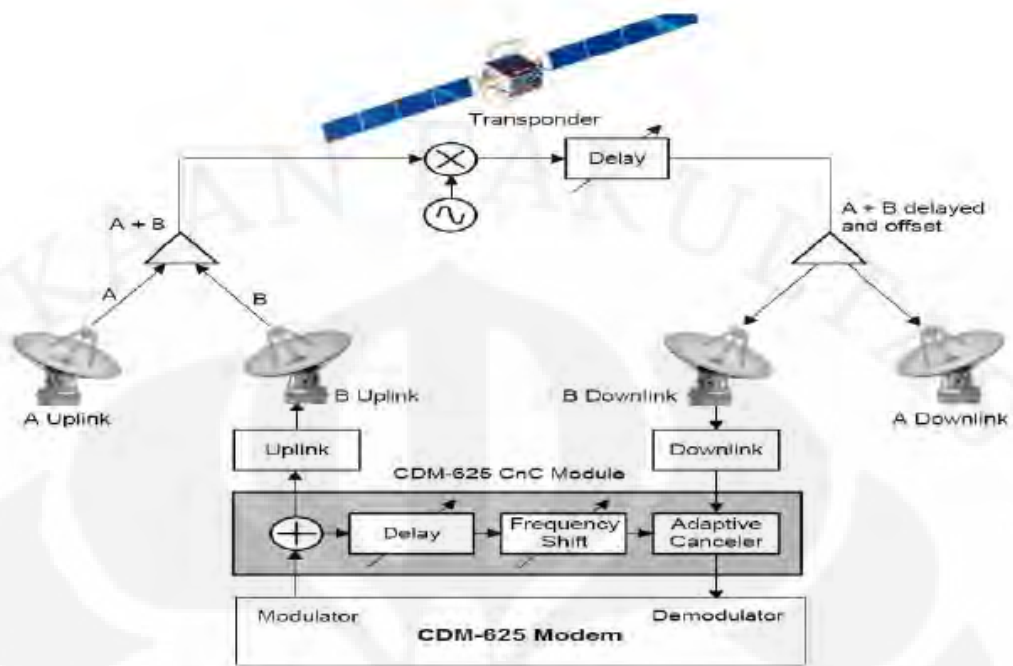 Transponder
Delay
A + B
A + B delayed
and offset
A
B
A Uplink
B Uplink
B Downlink
A Downlink
Uplink
Downlink
CDM-625 CnC Module
Delay
Frequency
Shift
Adaptive
Canceler
Modulator
Demodulator
CDM-625 Modem